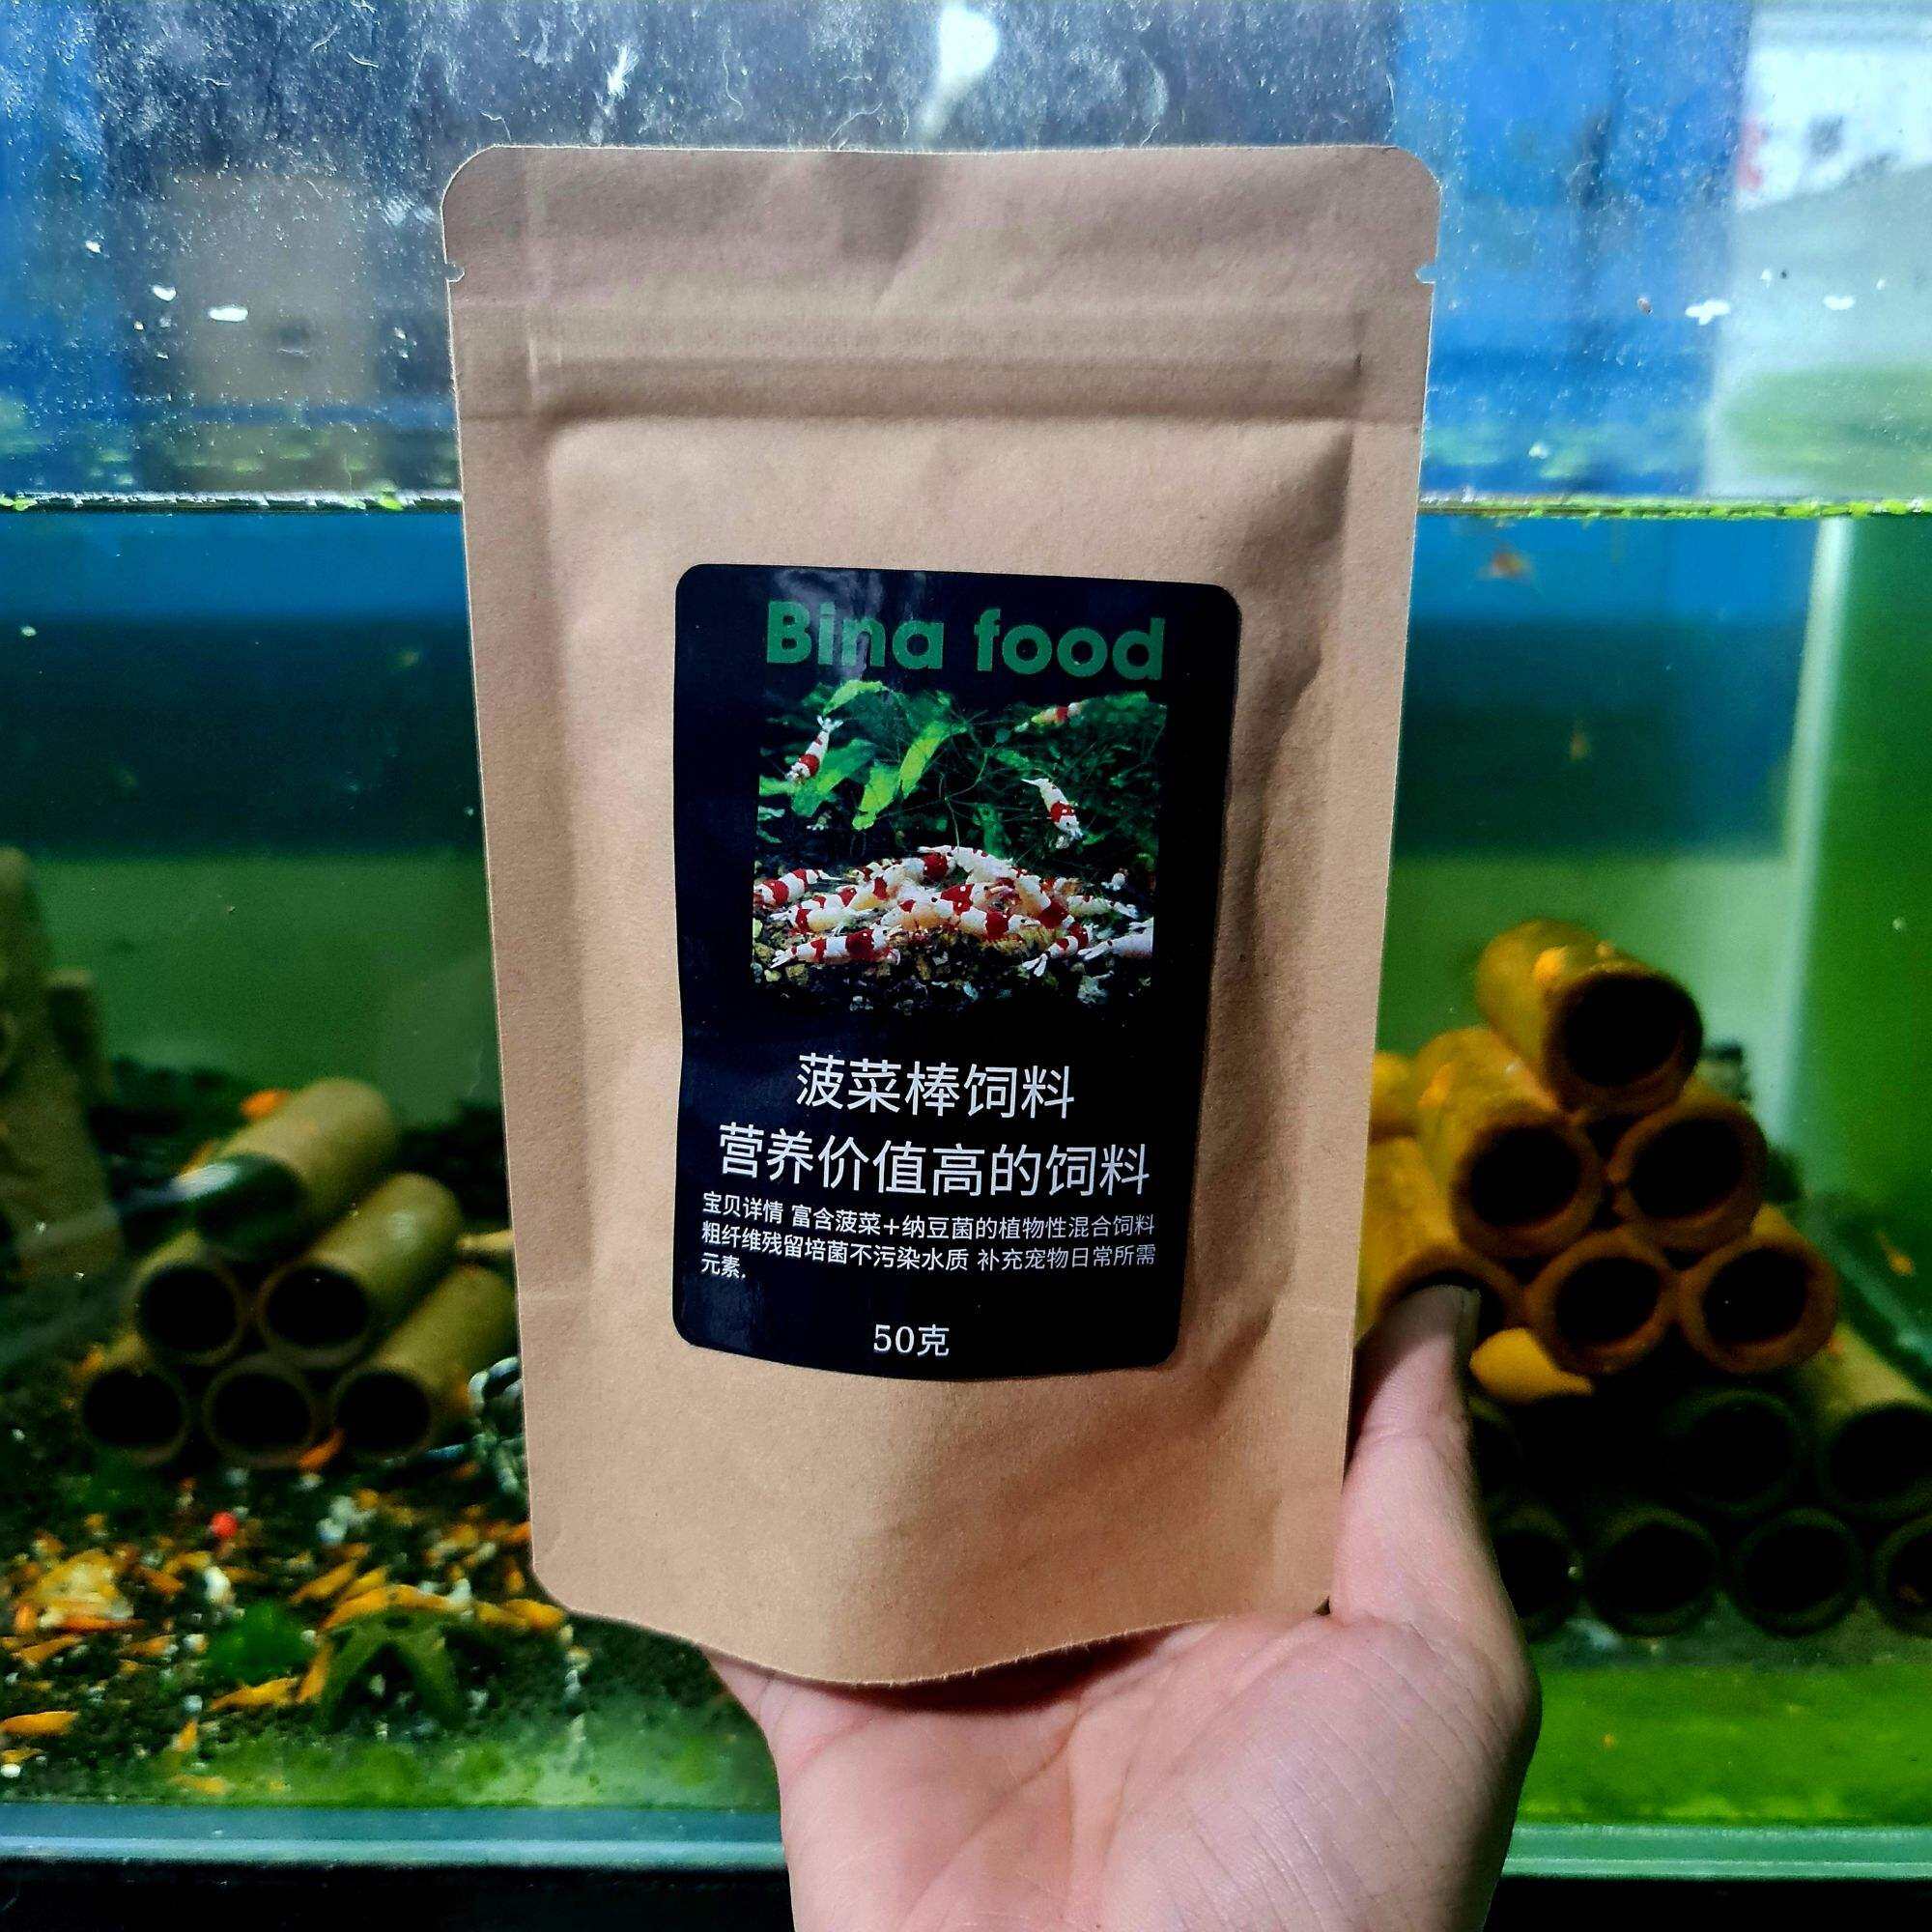 Bina food
菠菜棒饲料
营养价值高的饲料
宝贝详情 富含菠菜+纳豆菌的植物性混合饲料
粗纤维残留培菌不污染水质 补充宠物日常所需
元素.
50克